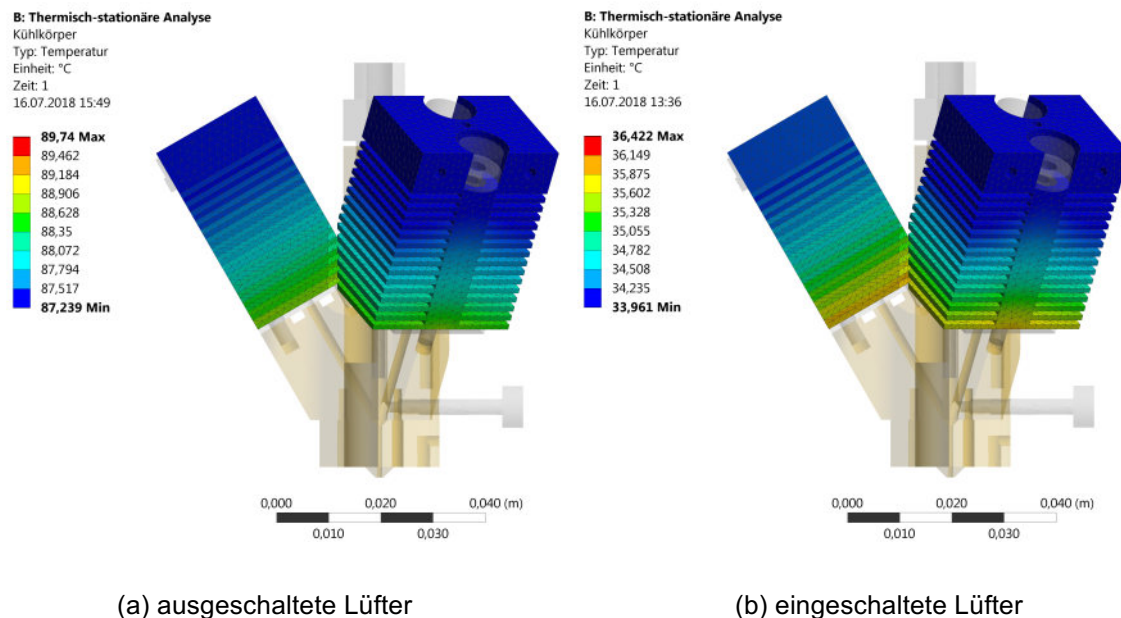 B: Thermisch-stationäre Analyse
Kühlkörper
Typ: Temperatur
Einheit: °C
Zeit: 1
16.07.2018 15:49
89,74 Max
89,462
89,184
88,906
88,628
88,35
88,072
87,794
87,517
87,239 Min
0,000
0,020
0,040 (m)
0,010
0,030
(a) ausgeschaltete Lüfter
B: Thermisch-stationäre Analyse
Kühlkörper
Typ: Temperatur
Einheit: °C
Zeit: 1
16.07.2018 13:36
36,422 Max
36,149
35,875
35,602
35,328
35,055
34,782
34,508
34,235
33,961 Min
0,000
0,020
0,040 (m)
0,010
0,030
(b) eingeschaltete Lüfter